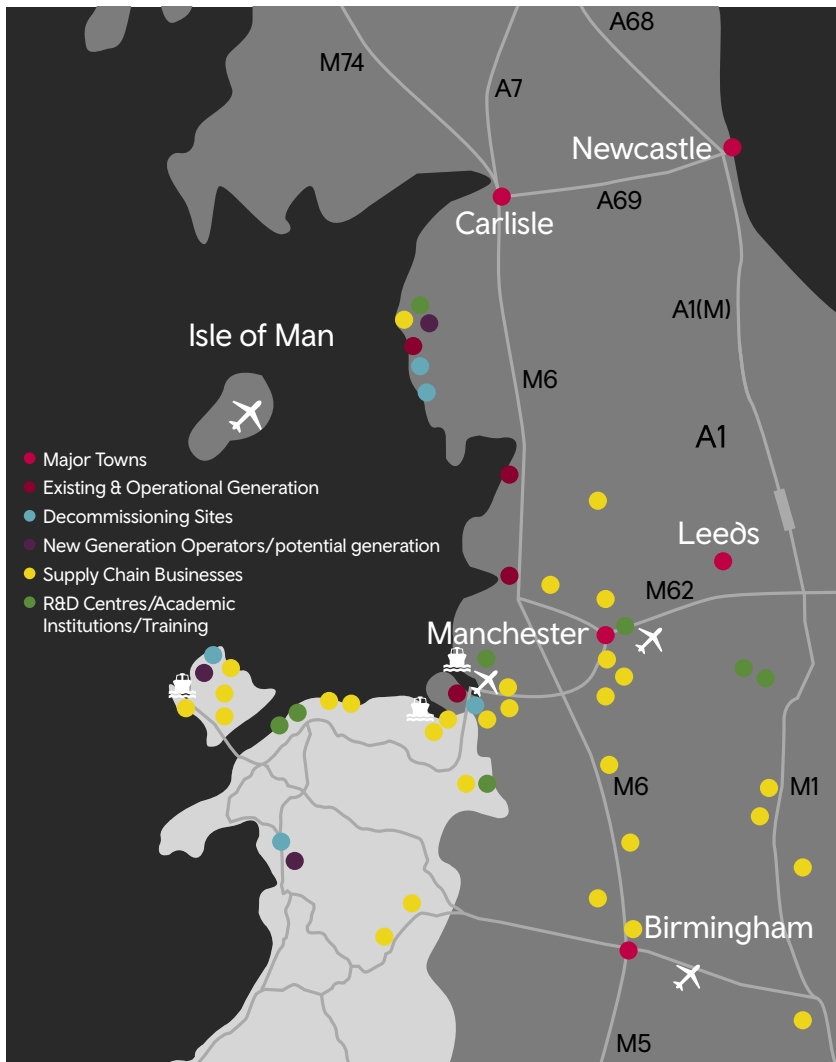 A68
M74
A7
Newcastle
A69
Carlisle
A1(M)
Isle of Man
M6
A1
Major Towns
Existing & Operational Generation
Decommissioning Sites
New Generation Operators/potential generation
Supply Chain Businesses
R&D Centres/Academic
Institutions/Training
Leeds
M62
Manchester
M6
M1
Birmingham
M5